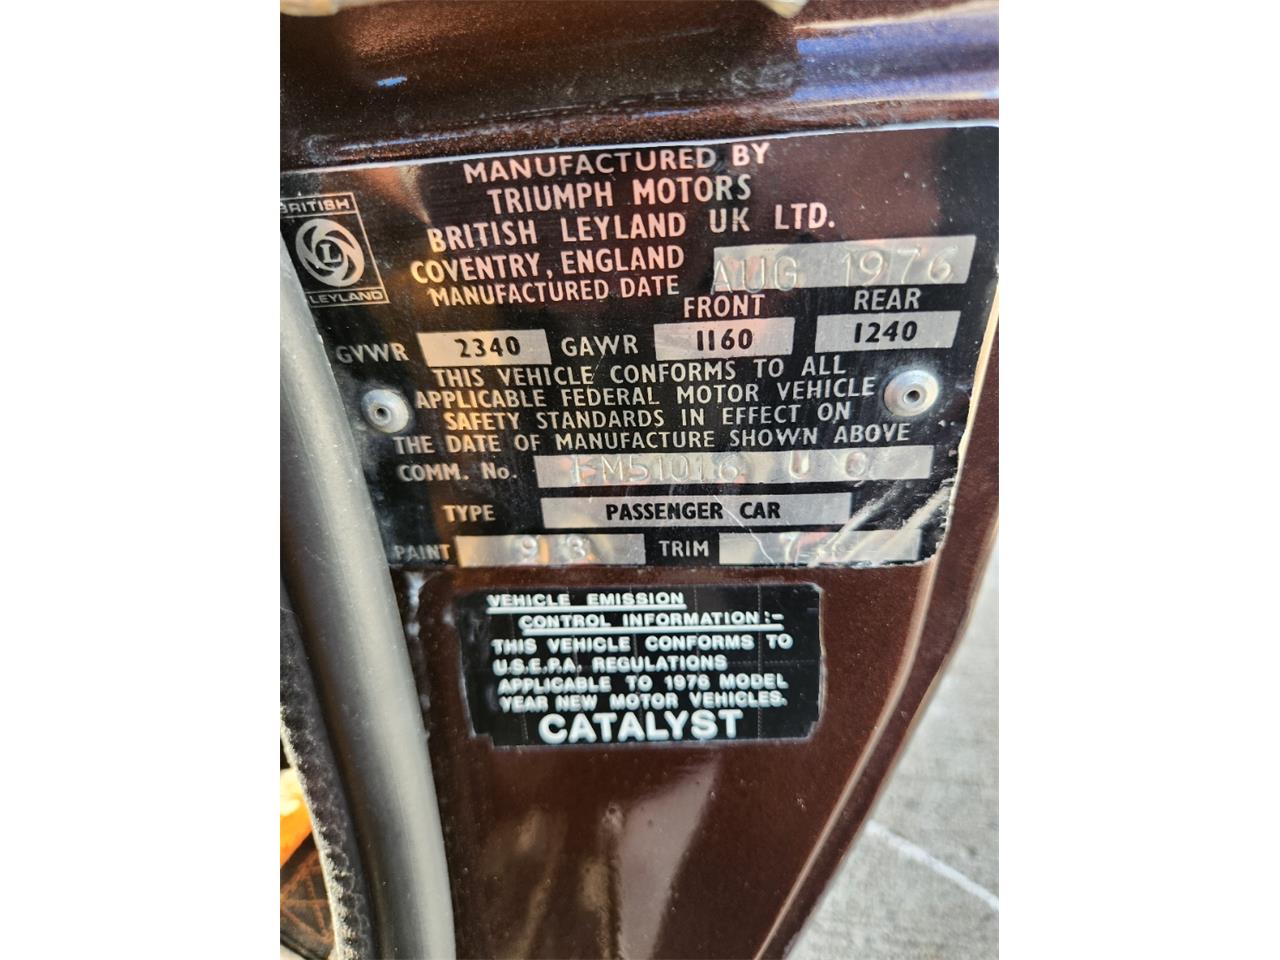 MANUFACTURED BY
TRIUMPH MOTORS
BRITISH LEYLAND UK LTD.
COVENTRY, ENGLAND
MANUFACTURED DATE AUG 1976
BRITISH
L
LEYLAND
FRONT REAR
GVWR 2340 GAWR 1160 1240
THIS VEHICLE CONFORMS TO ALL
APPLICABLE FEDERAL MOTOR VEHICLE
SAFETY STANDARDS IN EFFECT ON
THE DATE OF MANUFACTURE SHOWN ABOVE
COMM. No. FM51016 U
TYPE PASSENGER CAR
PAINT 93 TRIM 7
VEHICLE EMISSION
CONTROL INFORMATION:-
THIS VEHICLE CONFORMS TO
U.S.E.P.A. REGULATIONS
APPLICABLE TO 1976 MODEL
YEAR NEW MOTOR VEHICLES.
CATALYST